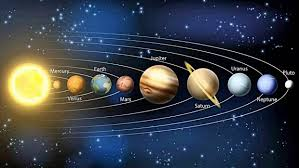 Mercury
Venus
Earth
Mars
Jupiter
Saturn
Uranus
Neptune
Pluto